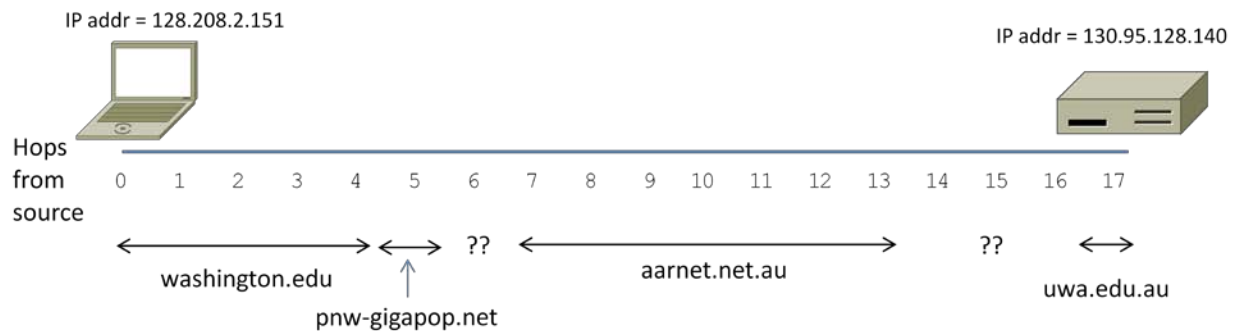 IP addr = 128.208.2.151
IP addr = 130.95.128.140
Hops
from
source
0 1 2 3 4 5 6 7 8 9 10 11 12 13 14 15 16 17
??
??
washington.edu
aarnet.net.au
uwa.edu.au
pnw-gigapop.net